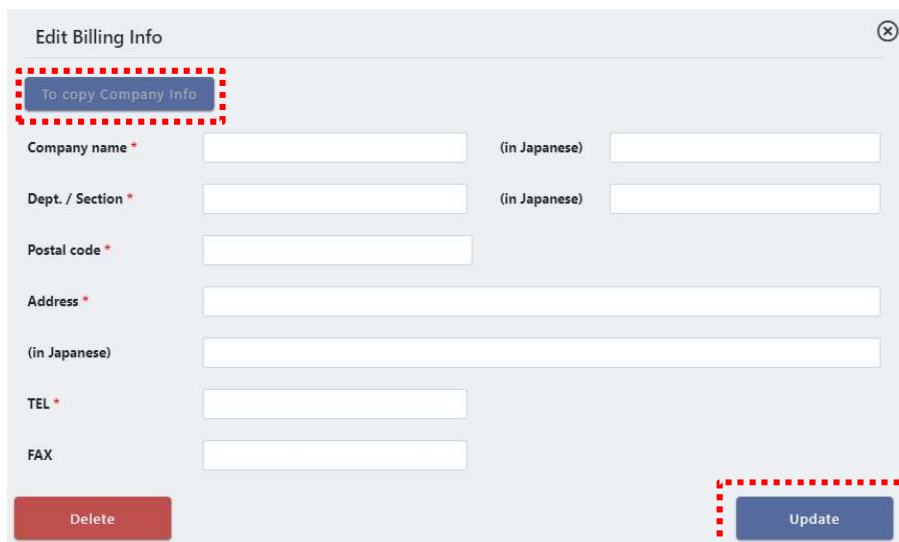 Edit Billing Info
To copy Company Info
Company name * (in Japanese)
Dept. / Section * (in Japanese)
Postal code *
Address *
(in Japanese)
TEL *
FAX
Delete Update